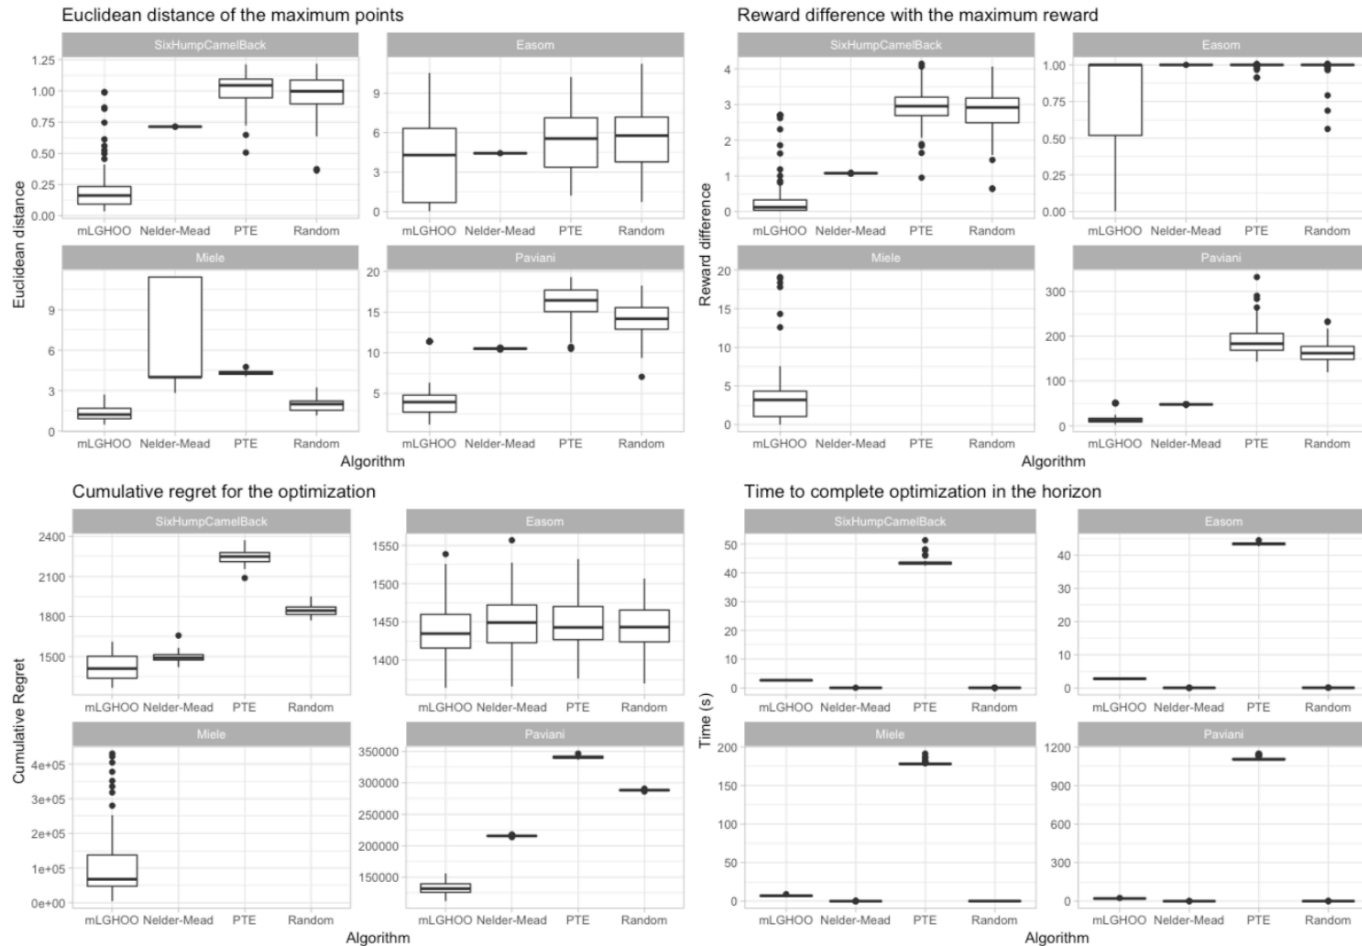 Euclidean distance of the maximum points
SixHumpCamelBack
Easom
1.25
1.00
0.75
0.50
0.25
0.00
9
6
3
0
mLGHOO Nelder-Mead PTE Random
mLGHOO Nelder-Mead PTE Random
Miele
Paviani
9
6
3
0
20
15
10
5
mLGHOO Nelder-Mead PTE Random
mLGHOO Nelder-Mead PTE Random
Euclidean distance
Algorithm
Reward difference with the maximum reward
SixHumpCamelBack
Easom
4
3
2
1
0
1.00
0.75
0.50
0.25
0.00
mLGHOO Nelder-Mead PTE Random
mLGHOO Nelder-Mead PTE Random
Miele
Paviani
20
15
10
5
0
300
200
100
0
mLGHOO Nelder-Mead PTE Random
mLGHOO Nelder-Mead PTE Random
Reward difference
Algorithm
Cumulative regret for the optimization
SixHumpCamelBack
Easom
2400
2100
1800
1500
1550
1500
1450
1400
mLGHOO Nelder-Mead PTE Random
mLGHOO Nelder-Mead PTE Random
Miele
Paviani
4e+05
3e+05
2e+05
1e+05
0e+00
350000
300000
250000
200000
150000
mLGHOO Nelder-Mead PTE Random
mLGHOO Nelder-Mead PTE Random
Cumulative Regret
Algorithm
Time to complete optimization in the horizon
SixHumpCamelBack
Easom
50
40
30
20
10
0
40
30
20
10
0
mLGHOO Nelder-Mead PTE Random
mLGHOO Nelder-Mead PTE Random
Miele
Paviani
200
150
100
50
0
1200
900
600
300
0
mLGHOO Nelder-Mead PTE Random
mLGHOO Nelder-Mead PTE Random
Time (s)
Algorithm